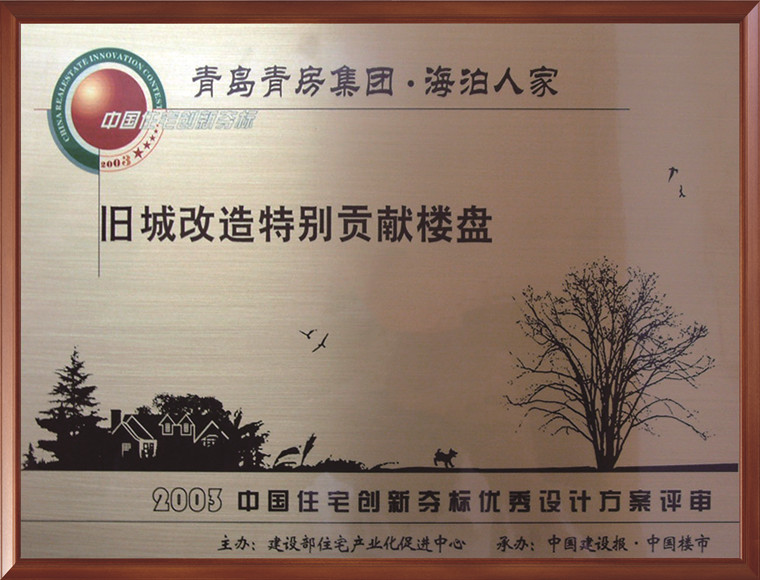 青岛青房集团·海泊人家
CHINA REALESTATE INNOVATION CONTEST
中国住宅创新夺标
2003
旧城改造特别贡献楼盘
2003 中国住宅创新夺标优秀设计方案评审
主办：建设部住宅产业化促进中心 承办：中国建设报·中国楼市